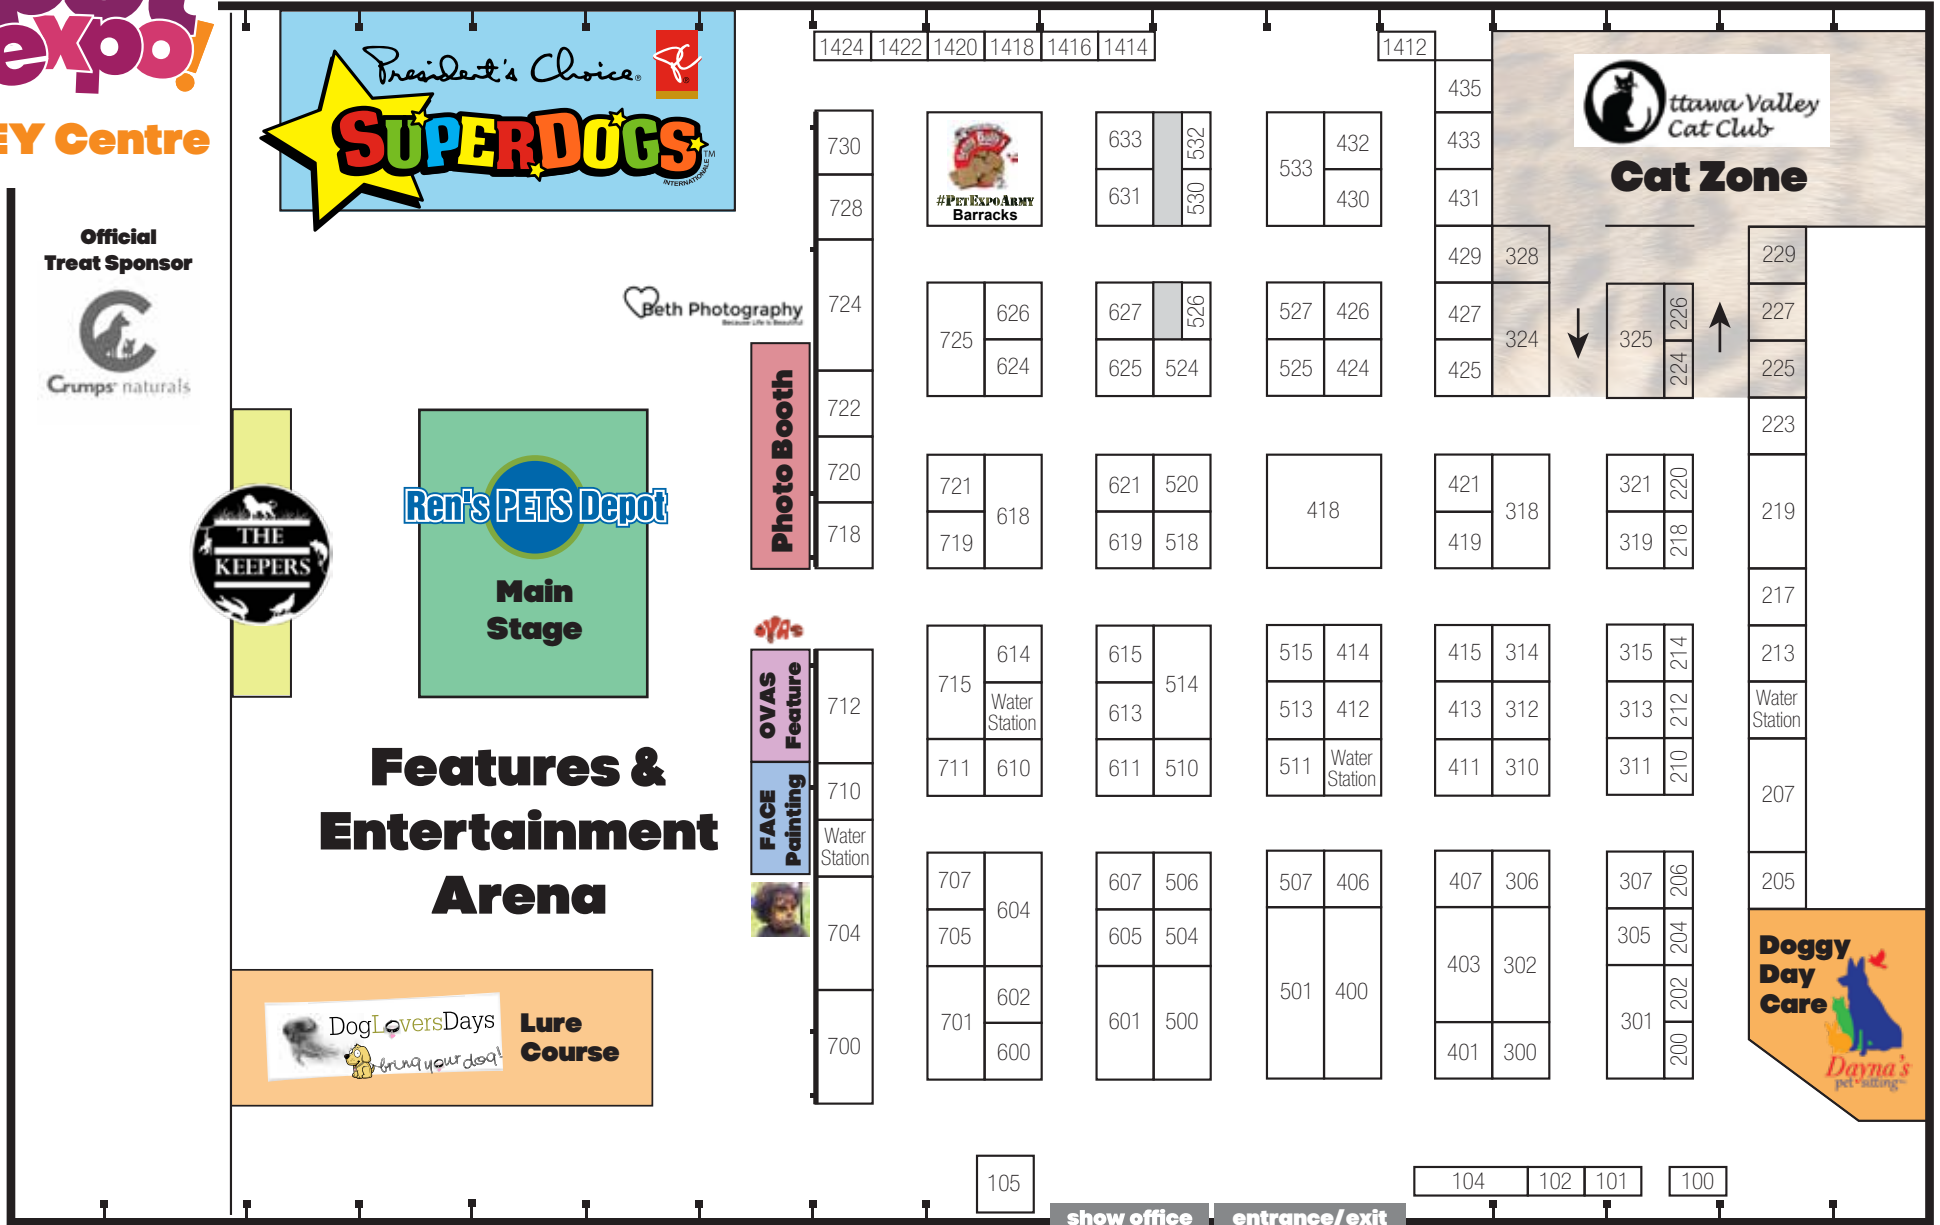 expo!
EY Centre
Official
Treat Sponsor
Crumps' naturals
President's Choice®
SUPERDOGS™
INTERNATIONALE
Beth Photography
Because Life is Beautiful
THE
KEEPERS
Ren's PETS Depot
Main
Stage
Photo Booth
OVAS
OVAS
Feature
FACE
Painting
Features &
Entertainment
Arena
DogLoversDays
bring your dog!
Lure
Course
1424 1422 1420 1418 1416 1414
1412
730
728
724
722
720
718
712
710
Water
Station
704
700
#PETEXPOARMY
Barracks
725 626
624
721 618
719
715 614
Water
Station
711 610
707 604
705
701 602
600
633 532
631 530
627 526
625 524
621 520
619 518
615 514
613
611 510
607 506
605 504
601 500
533 432
430
527 426
525 424
418
515 414
513 412
511 Water
Station
507 406
501 400
435
433
431
429 328
427 324
425
421 318
419
415 314
413 312
411 310
407 306
403 302
401 300
Ottawa Valley
Cat Club
Cat Zone
325 226
224
321 220
319 218
315 214
313 212
311 210
307 206
305 204
301 202
200
229
227
225
223
219
217
213
Water
Station
207
205
Doggy
Day
Care
Dayna's
pet sitting
105
104 102 101 100
show office
entrance/exit